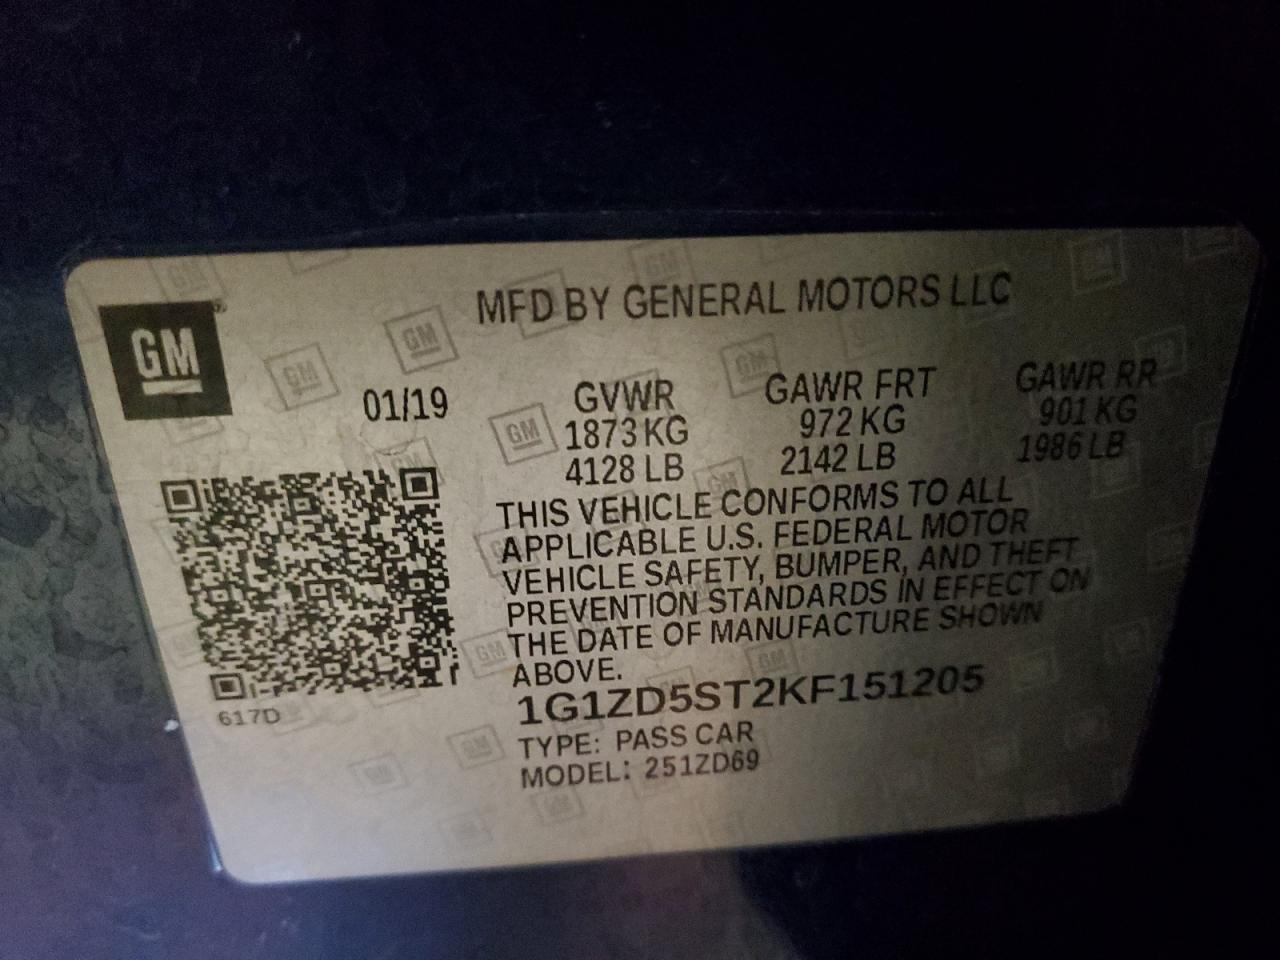 GM
MFD BY GENERAL MOTORS LLC
01/19
GVWR GAWR FRT GAWR RR
1873 KG 972 KG 901 KG
4128 LB 2142 LB 1986 LB
THIS VEHICLE CONFORMS TO ALL
APPLICABLE U.S. FEDERAL MOTOR
VEHICLE SAFETY, BUMPER, AND THEFT
PREVENTION STANDARDS IN EFFECT ON
THE DATE OF MANUFACTURE SHOWN
ABOVE.
1G1ZD5ST2KF151205
617D
TYPE: PASS CAR
MODEL: 251ZD69